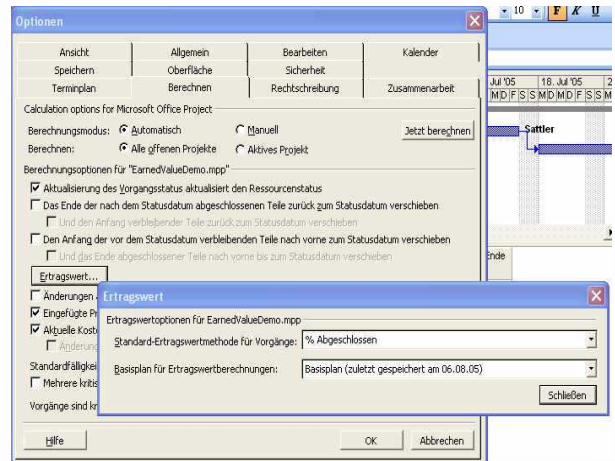 Optionen
10 F K U
Ansicht Allgemein Bearbeiten Kalender
Speichern Oberfläche Sicherheit
Terminplan Berechnen Rechtschreibung Zusammenarbeit
Jul '05 18. Jul '05 2
M D F S S M D M D F S S M
Sattler
Calculation options for Microsoft Office Project
Berechnungsmodus: Automatisch Manuell Jetzt berechnen
Berechnen: Alle offenen Projekte Aktives Projekt
Berechnungsoptionen für "EarnedValueDemo.mpp"
Aktualisierung des Vorgangsstatus aktualisiert den Ressourcenstatus
Das Ende der nach dem Statusdatum abgeschlossenen Teile zurück zum Statusdatum verschieben
Und den Anfang verbleibender Teile zurück zum Statusdatum verschieben
Den Anfang der vor dem Statusdatum verbleibenden Teile nach vorne zum Statusdatum verschieben
Und das Ende abgeschlossener Teile nach vorne bis zum Statusdatum verschieben
Ende
Ertragswert...
Änderungen
Eingefügte Pr
Aktuelle Koste
Änderung
Standardfälligkei
Mehrere kritis
Vorgänge sind kr
Ertragswert
Ertragswertoptionen für EarnedValueDemo.mpp
Standard-Ertragswertmethode für Vorgänge: % Abgeschlossen
Basisplan für Ertragswertberechnungen: Basisplan (zuletzt gespeichert am 06.08.05)
Schließen
Hilfe OK Abbrechen